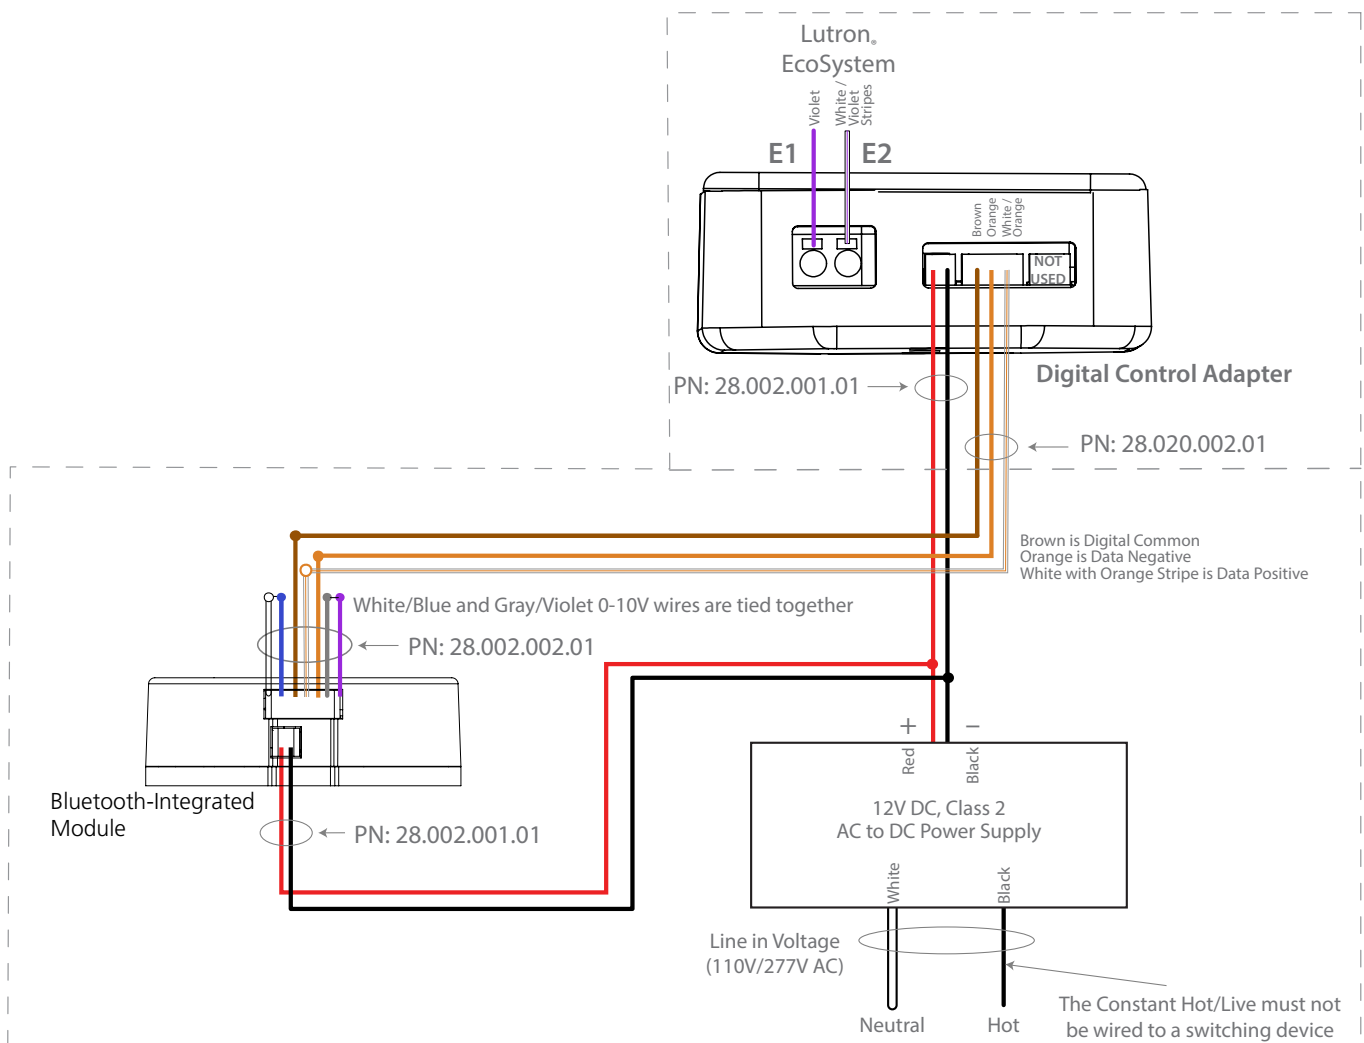 Lutron®
EcoSystem
Violet
White /
Violet
Stripes
E1
E2
Brown
Orange
White /
Orange
NOT
USED
PN: 28.002.001.01
Digital Control Adapter
PN: 28.020.002.01
Brown is Digital Common
Orange is Data Negative
White with Orange Stripe is Data Positive
White/Blue and Gray/Violet 0-10V wires are tied together
PN: 28.002.002.01
Bluetooth-Integrated
Module
PN: 28.002.001.01
+
–
Red
Black
12V DC, Class 2
AC to DC Power Supply
White
Black
Line in Voltage
(110V/277V AC)
Neutral
Hot
The Constant Hot/Live must not
be wired to a switching device